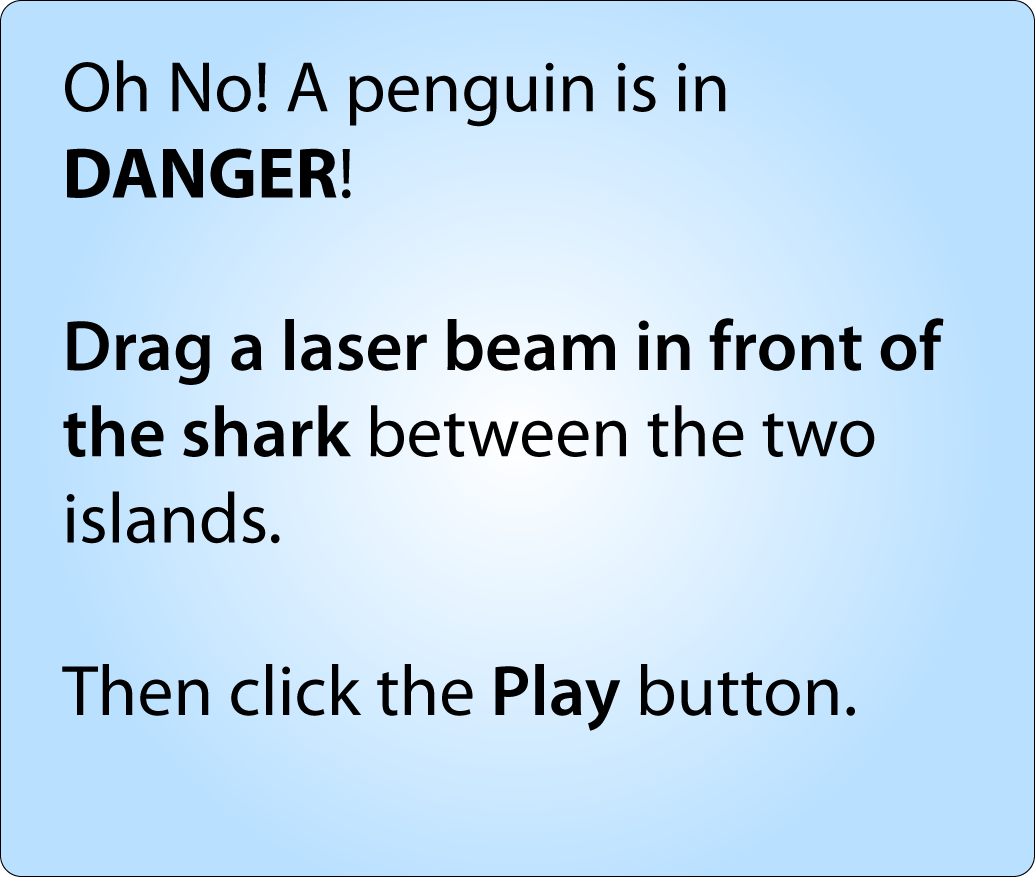 Oh No! A penguin is in
DANGER!
Drag a laser beam in front of
the shark between the two
islands.
Then click the Play button.